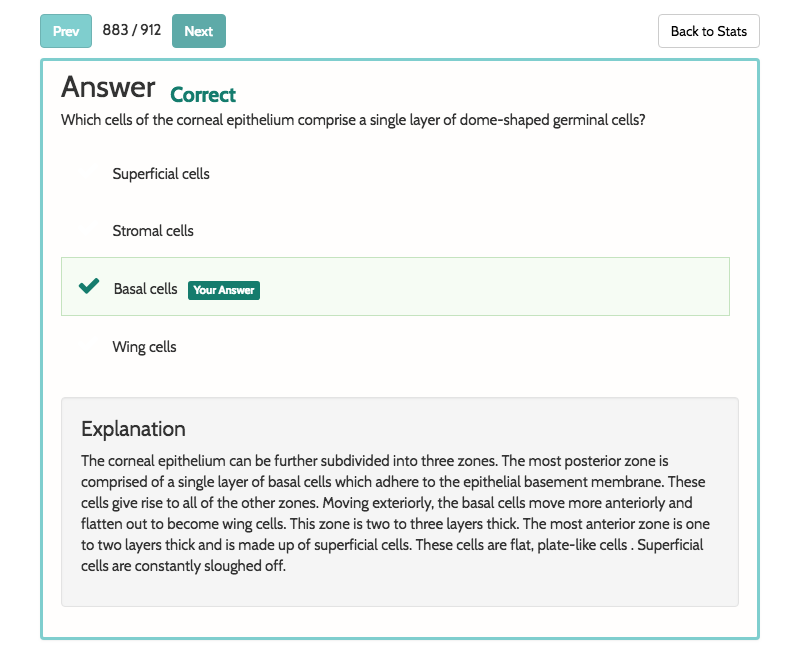 Prev 883 / 912 Next Back to Stats
Answer Correct
Which cells of the corneal epithelium comprise a single layer of dome-shaped germinal cells?
Superficial cells
Stromal cells
Basal cells Your Answer
Wing cells
Explanation
The corneal epithelium can be further subdivided into three zones. The most posterior zone is
comprised of a single layer of basal cells which adhere to the epithelial basement membrane. These
cells give rise to all of the other zones. Moving exteriorly, the basal cells move more anteriorly and
flatten out to become wing cells. This zone is two to three layers thick. The most anterior zone is one
to two layers thick and is made up of superficial cells. These cells are flat, plate-like cells . Superficial
cells are constantly sloughed off.